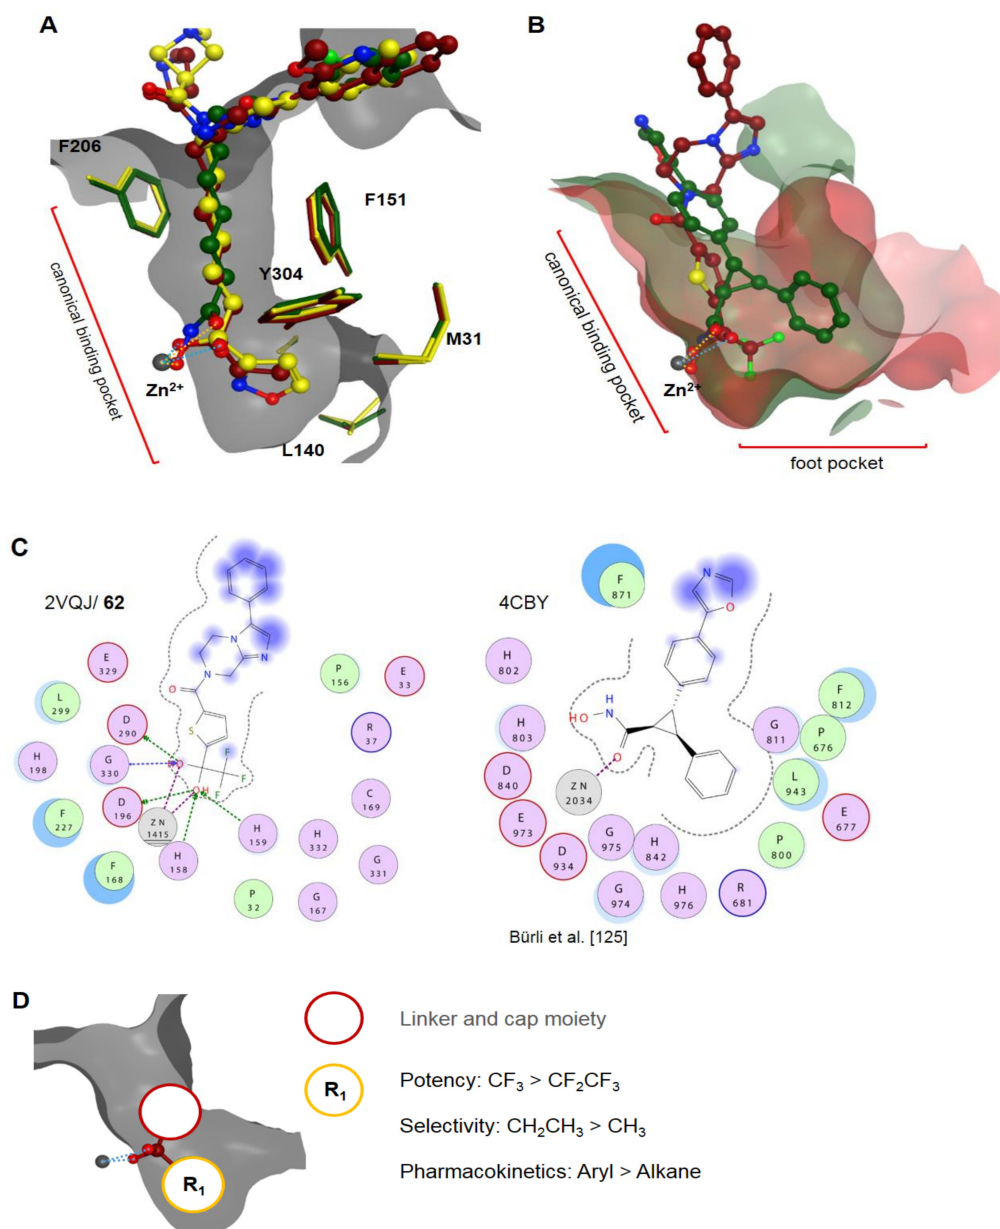 A
B
F206
F151
Y304
M31
Zn2+
L140
canonical binding pocket
canonical binding pocket
Zn2+
foot pocket
C
2VQJ/ 62
4CBY
E 329
L 299
D 290
H 198
G 330
D 196
F 227
ZN 1415
H 158
F 168
P 32
G 167
H 159
H 332
G 331
C 169
R 37
P 156
E 33
N
N
N
O
S
F
F
F
OH
F 871
H 802
H 803
D 840
ZN 2034
E 973
D 934
G 975
H 842
G 974
H 976
R 681
P 800
E 677
L 943
P 676
G 811
F 812
N
O
H
N
HO
O
Bürli et al. [125]
D
Linker and cap moiety
R1
R1
Potency: CF3 > CF2CF3
Selectivity: CH2CH3 > CH3
Pharmacokinetics: Aryl > Alkane